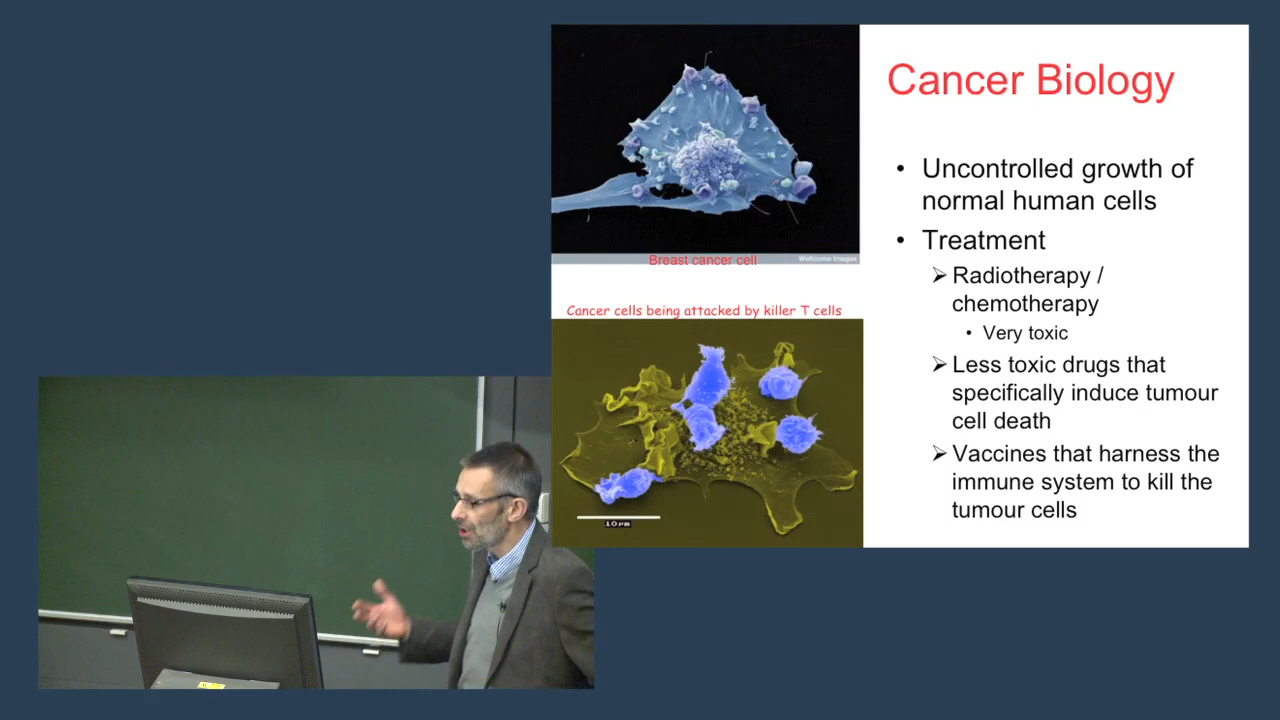 Cancer Biology
• Uncontrolled growth of
normal human cells
• Treatment
➢ Radiotherapy /
chemotherapy
• Very toxic
➢ Less toxic drugs that
specifically induce tumour
cell death
➢ Vaccines that harness the
immune system to kill the
tumour cells
Breast cancer cell
Wellcome Images
Cancer cells being attacked by killer T cells
10 µm